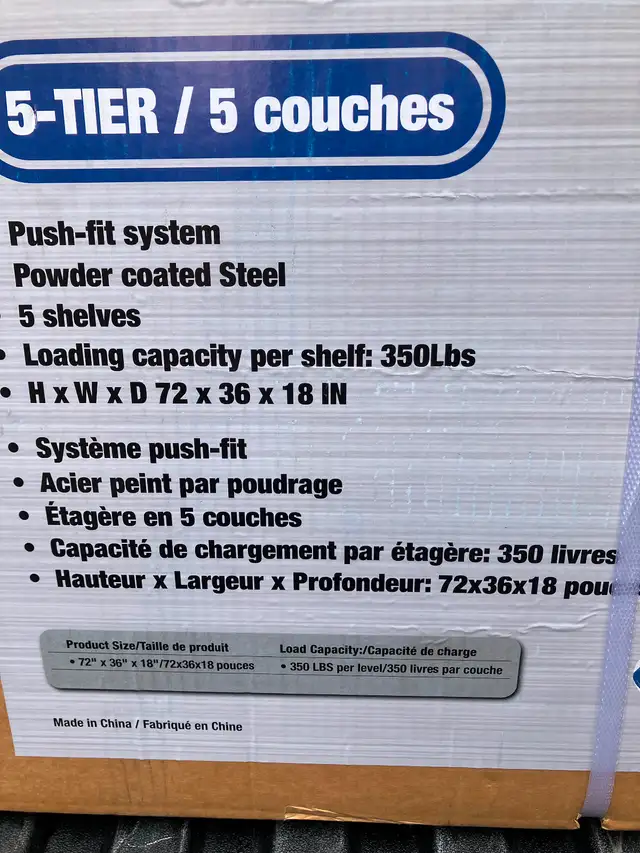 5-TIER / 5 couches
Push-fit system
Powder coated Steel
5 shelves
• Loading capacity per shelf: 350Lbs
• H x W x D 72 x 36 x 18 IN
• Système push-fit
• Acier peint par poudrage
• Étagère en 5 couches
• Capacité de chargement par étagère: 350 livres
• Hauteur x Largeur x Profondeur: 72x36x18
Product Size/Taille de produit
• 72" x 36" x 18"/72x36x18 pouces
Load Capacity:/Capacité de charge
• 350 LBS per level/350 livres par couche
Made in China / Fabriqué en Chine